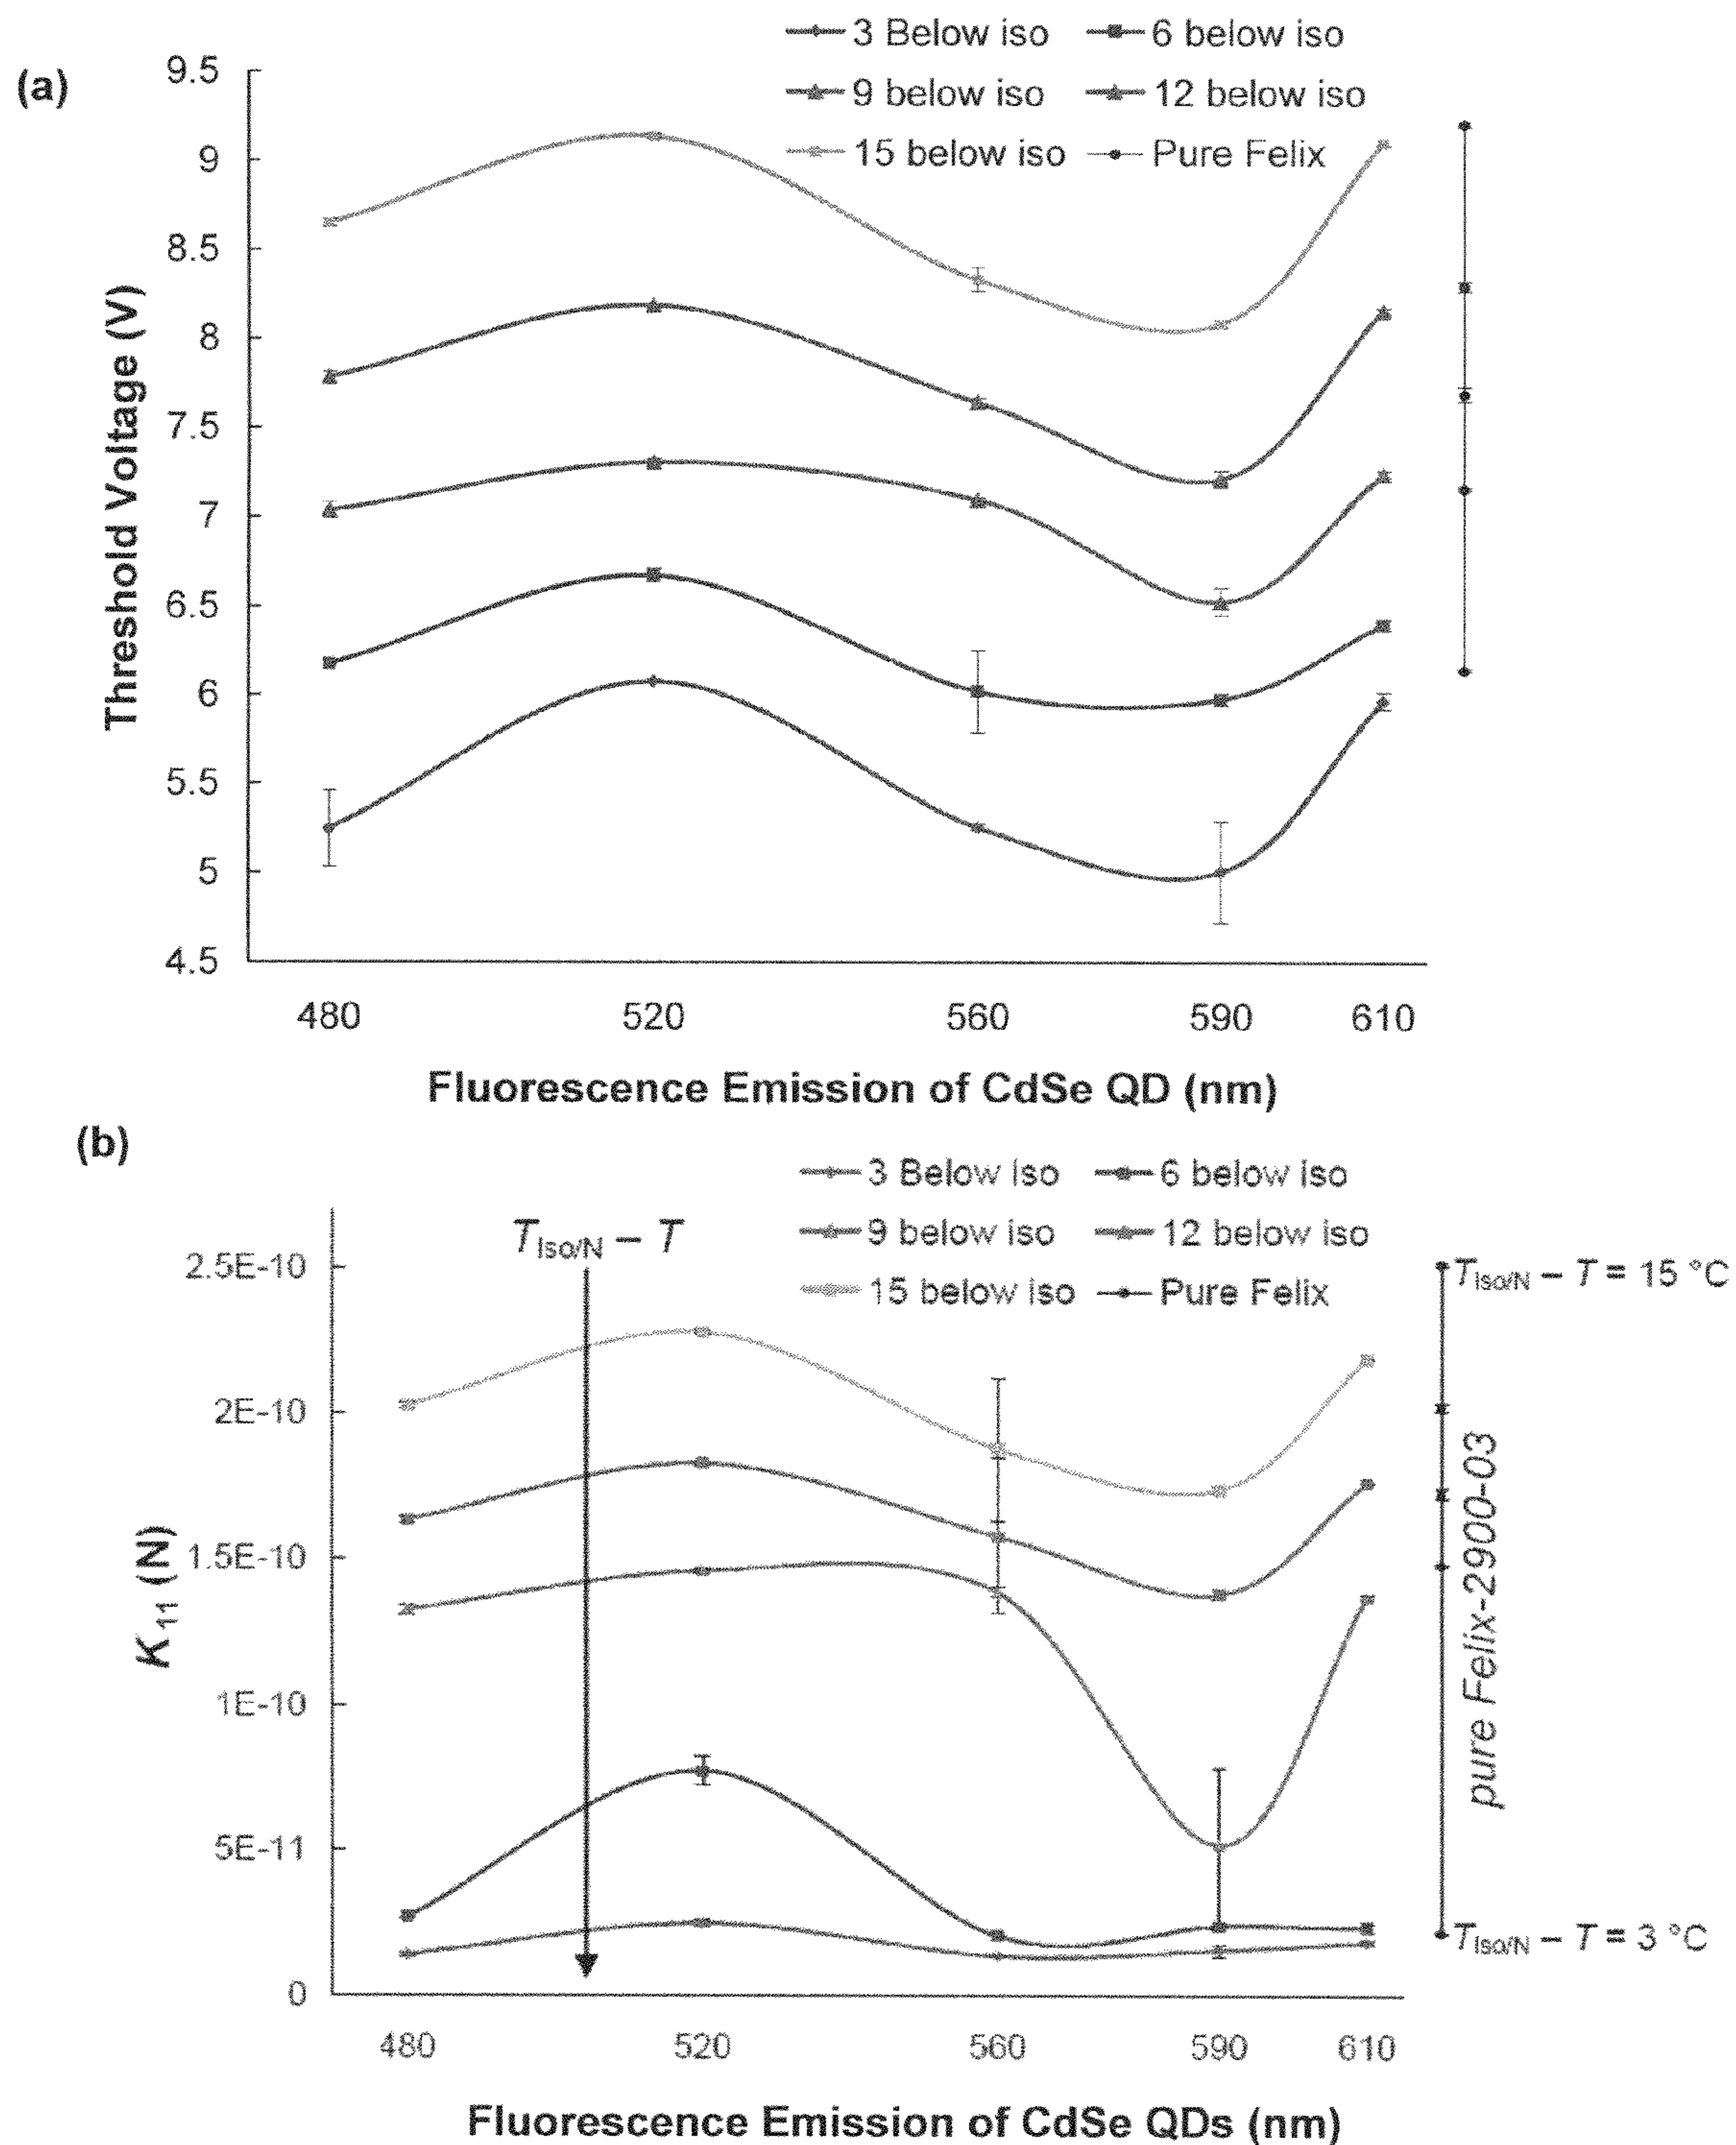 (a)
3 Below iso 6 below iso
9 below iso 12 below iso
15 below iso Pure Felix
9.5
9
8.5
8
7.5
7
6.5
6
5.5
5
4.5
Threshold Voltage (V)
480 520 560 590 610
Fluorescence Emission of CdSe QD (nm)
(b)
3 Below iso 6 below iso
9 below iso 12 below iso
15 below iso Pure Felix
T Iso/N – T
2.5E-10
2E-10
1.5E-10
1E-10
5E-11
0
K11 (N)
T Iso/N – T = 15 °C
pure Felix-2900-03
T Iso/N – T = 3 °C
480 520 560 590 610
Fluorescence Emission of CdSe QDs (nm)